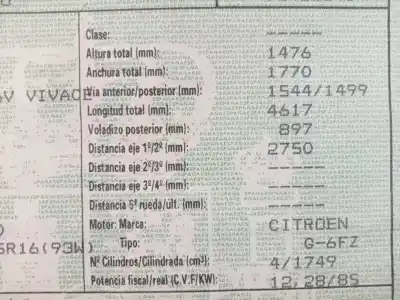 Clase: -----
Altura total (mm): 1476
Anchura total (mm): 1770
V VIVACE Vía anterior/posterior (mm): 1544/1499
Longitud total (mm): 4617
Voladizo posterior (mm): 897
Distancia eje 1º/2º (mm): 2750
Distancia eje 2º/3º (mm): -----
Distancia eje 3º/4º (mm): -----
Distancia 5ª rueda/últ. (mm): -----
Motor: Marca: CITROEN
5R16(93W) Tipo: G-6FZ
Nº Cilindros/Cilindrada (cm³): 4/1749
Potencia fiscal/real (C.V.F/KW): 12,28/85